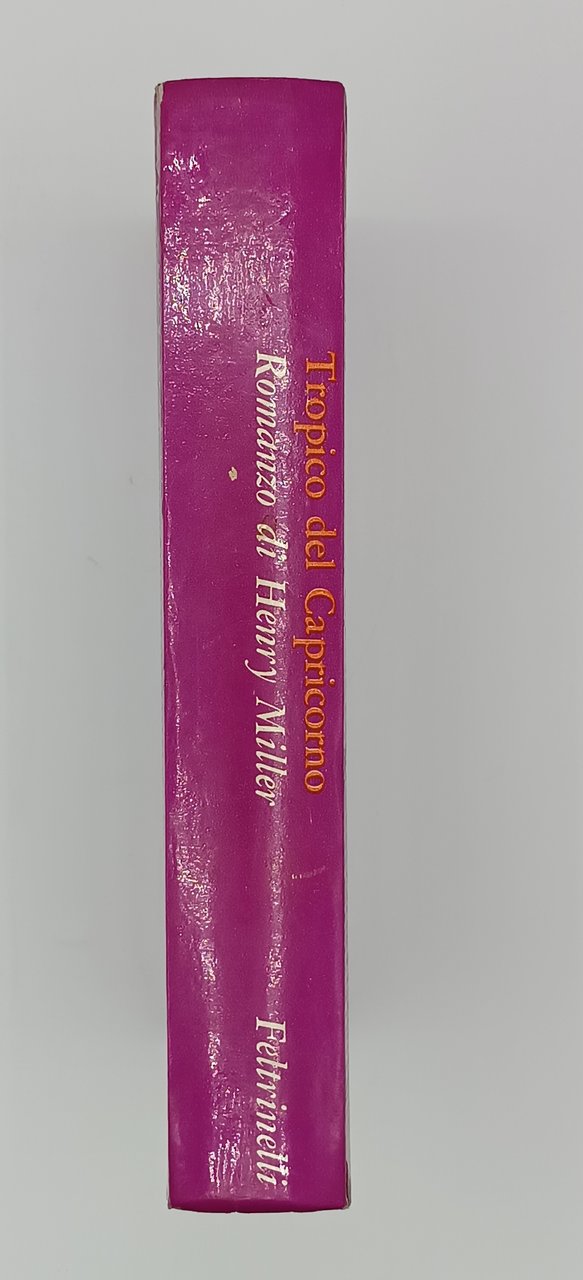 Tropico del Capricorno
Romanzo di Henry Miller
Feltrinelli